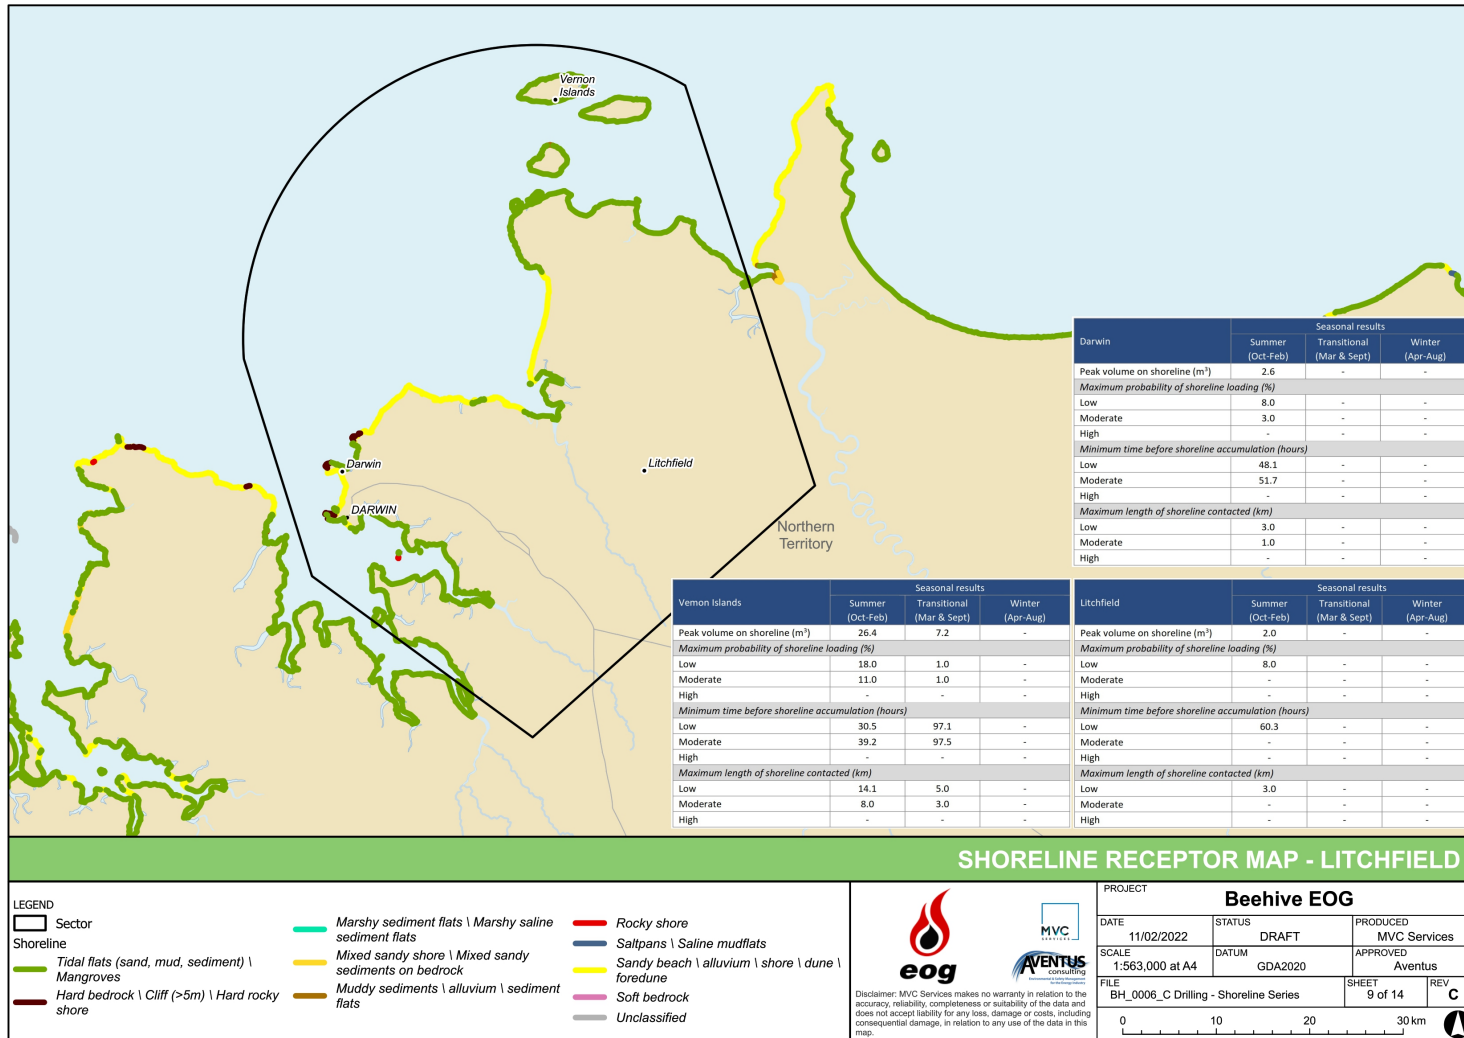 Vernon
Islands
Darwin
DARWIN
Litchfield
Northern
Territory
Darwin
Seasonal results
Summer
(Oct-Feb)
Transitional
(Mar & Sept)
Winter
(Apr-Aug)
Peak volume on shoreline (m³) 2.6 - -
Maximum probability of shoreline loading (%)
Low 8.0 - -
Moderate 3.0 - -
High - - -
Minimum time before shoreline accumulation (hours)
Low 48.1 - -
Moderate 51.7 - -
High - - -
Maximum length of shoreline contacted (km)
Low 3.0 - -
Moderate 1.0 - -
High - - -
Vernon Islands
Seasonal results
Summer
(Oct-Feb)
Transitional
(Mar & Sept)
Winter
(Apr-Aug)
Peak volume on shoreline (m³) 26.4 7.2 -
Maximum probability of shoreline loading (%)
Low 18.0 1.0 -
Moderate 11.0 1.0 -
High - - -
Minimum time before shoreline accumulation (hours)
Low 30.5 97.1 -
Moderate 39.2 97.5 -
High - - -
Maximum length of shoreline contacted (km)
Low 14.1 5.0 -
Moderate 8.0 3.0 -
High - - -
Litchfield
Seasonal results
Summer
(Oct-Feb)
Transitional
(Mar & Sept)
Winter
(Apr-Aug)
Peak volume on shoreline (m³) 2.0 - -
Maximum probability of shoreline loading (%)
Low 8.0 - -
Moderate - - -
High - - -
Minimum time before shoreline accumulation (hours)
Low 60.3 - -
Moderate - - -
High - - -
Maximum length of shoreline contacted (km)
Low 3.0 - -
Moderate - - -
High - - -
SHORELINE RECEPTOR MAP - LITCHFIELD
LEGEND
Sector
Shoreline
Tidal flats (sand, mud, sediment) \
Mangroves
Hard bedrock \ Cliff (>5m) \ Hard rocky
shore
Marshy sediment flats \ Marshy saline
sediment flats
Mixed sandy shore \ Mixed sandy
sediments on bedrock
Muddy sediments \ alluvium \ sediment
flats
Rocky shore
Saltpans \ Saline mudflats
Sandy beach \ alluvium \ shore \ dune \
foredune
Soft bedrock
Unclassified
eog
MVC
SERVICES
AVENTUS
consulting
Environmental & Safety Management
for the Energy Industry
Disclaimer: MVC Services makes no warranty in relation to the
accuracy, reliability, completeness or suitability of the data and
does not accept liability for any loss, damage or costs, including
consequential damage, in relation to any use of the data in this
map.
PROJECT
Beehive EOG
DATE
11/02/2022
STATUS
DRAFT
PRODUCED
MVC Services
SCALE
1:563,000 at A4
DATUM
GDA2020
APPROVED
Aventus
FILE
BH_0006_C Drilling - Shoreline Series
SHEET
9 of 14
REV
C
0 10 20 30 km